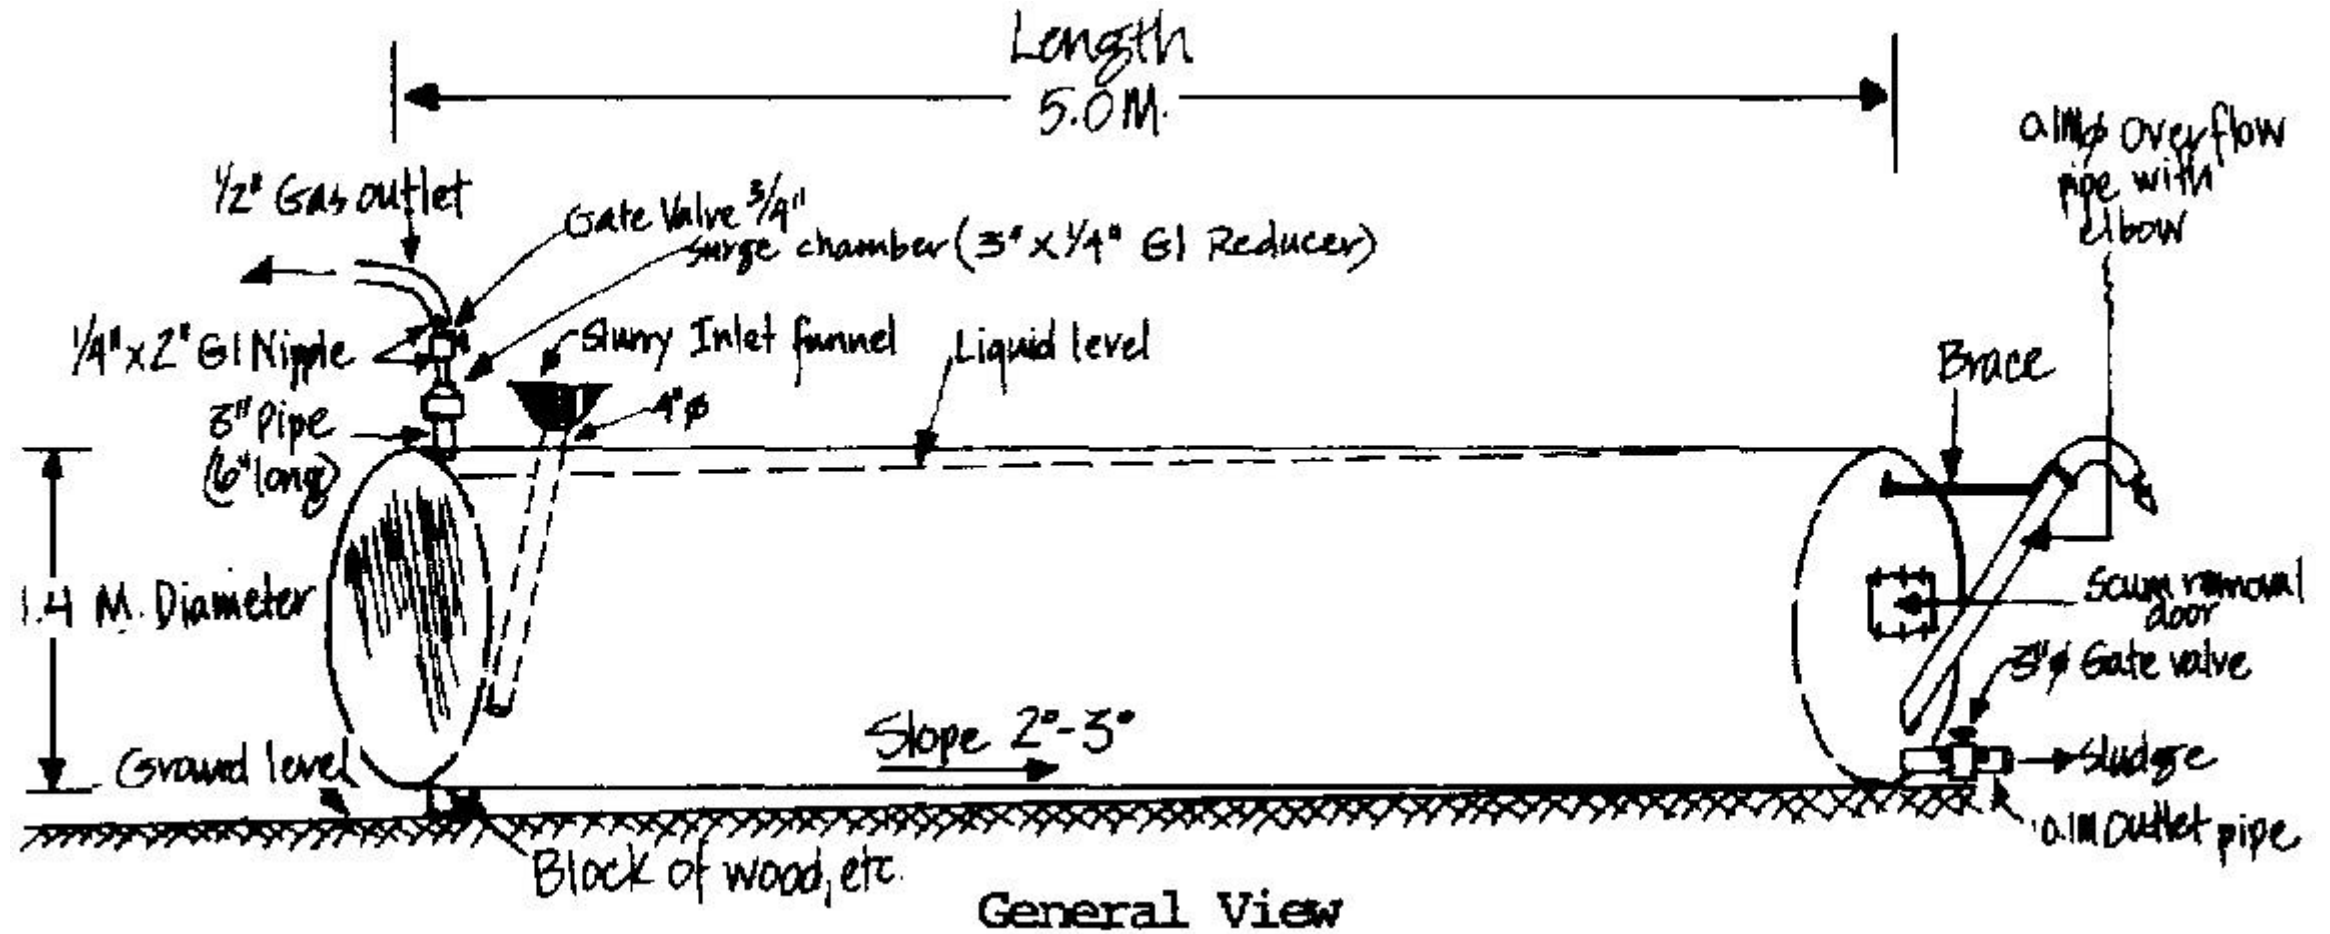 Length
5.0 M.
0.1Mφ Overflow
pipe with
elbow
1/2" Gas outlet
Gate Valve 3/4"
Surge chamber (3" x 1/4" GI Reducer)
1/4" x 2" GI Nipple
Slurry Inlet funnel
Liquid level
Brace
3" Pipe
(6" long)
4"φ
1.4 M. Diameter
Scum removal
door
3"φ Gate valve
Slope 2°-3°
Ground level
Sludge
0.1M Outlet pipe
Block of wood, etc.
General View